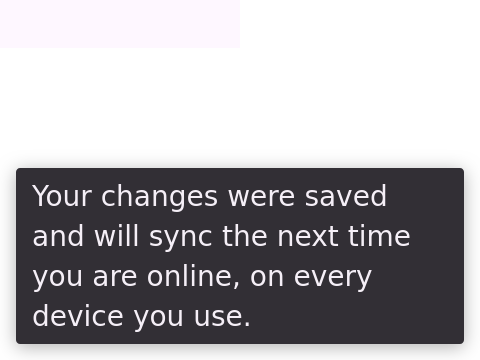 Your changes were saved
and will sync the next time
you are online, on every
device you use.